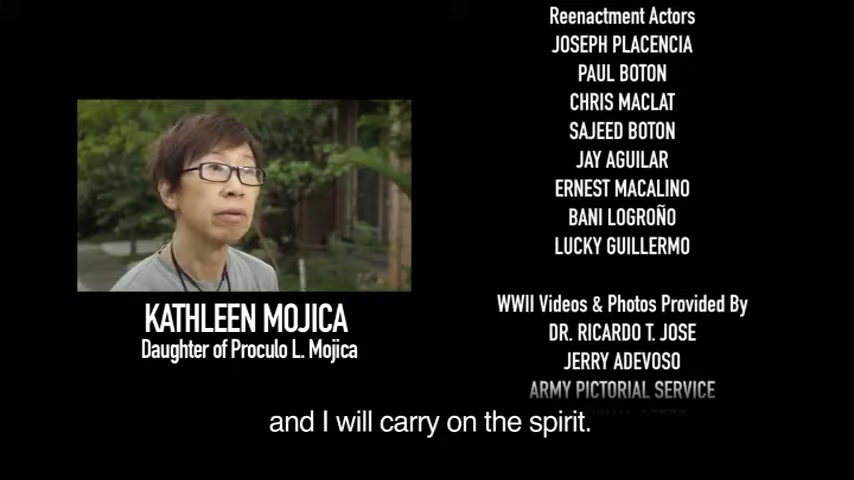 KATHLEEN MOJICA
Daughter of Proculo L. Mojica
Reenactment Actors
JOSEPH PLACENCIA
PAUL BOTON
CHRIS MACLAT
SAJEED BOTON
JAY AGUILAR
ERNEST MACALINO
BANI LOGROÑO
LUCKY GUILLERMO
WWII Videos & Photos Provided By
DR. RICARDO T. JOSE
JERRY ADEVOSO
ARMY PICTORIAL SERVICE
and I will carry on the spirit.